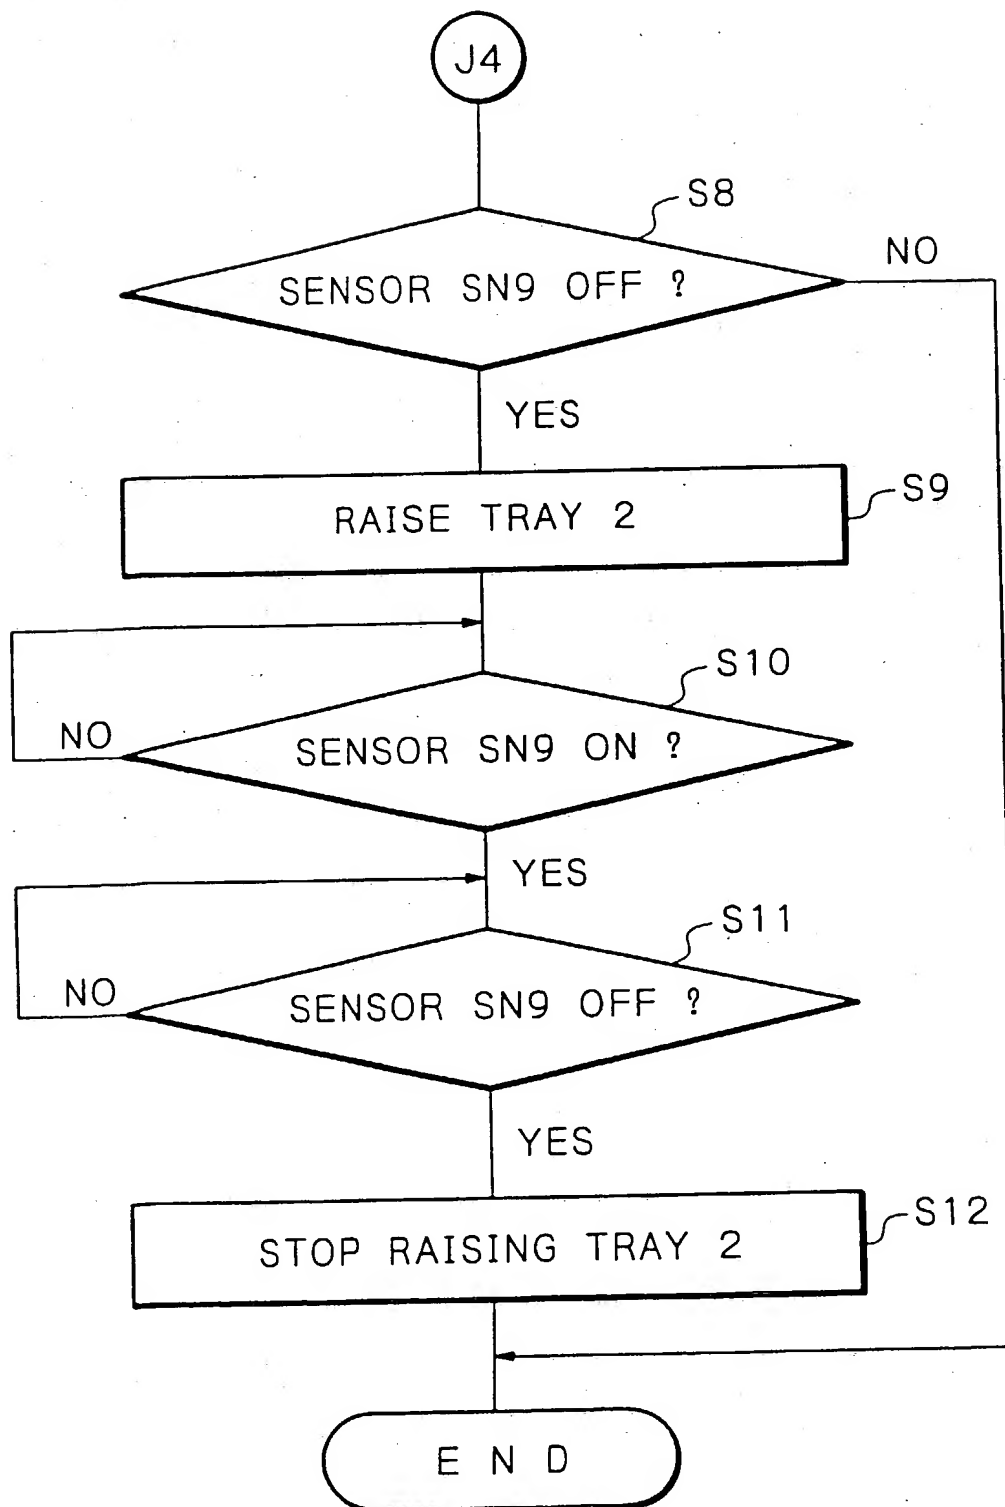 J4
S8
SENSOR SN9 OFF ?
NO
YES
RAISE TRAY 2
S9
S10
SENSOR SN9 ON ?
NO
YES
S11
SENSOR SN9 OFF ?
NO
YES
STOP RAISING TRAY 2
S12
END